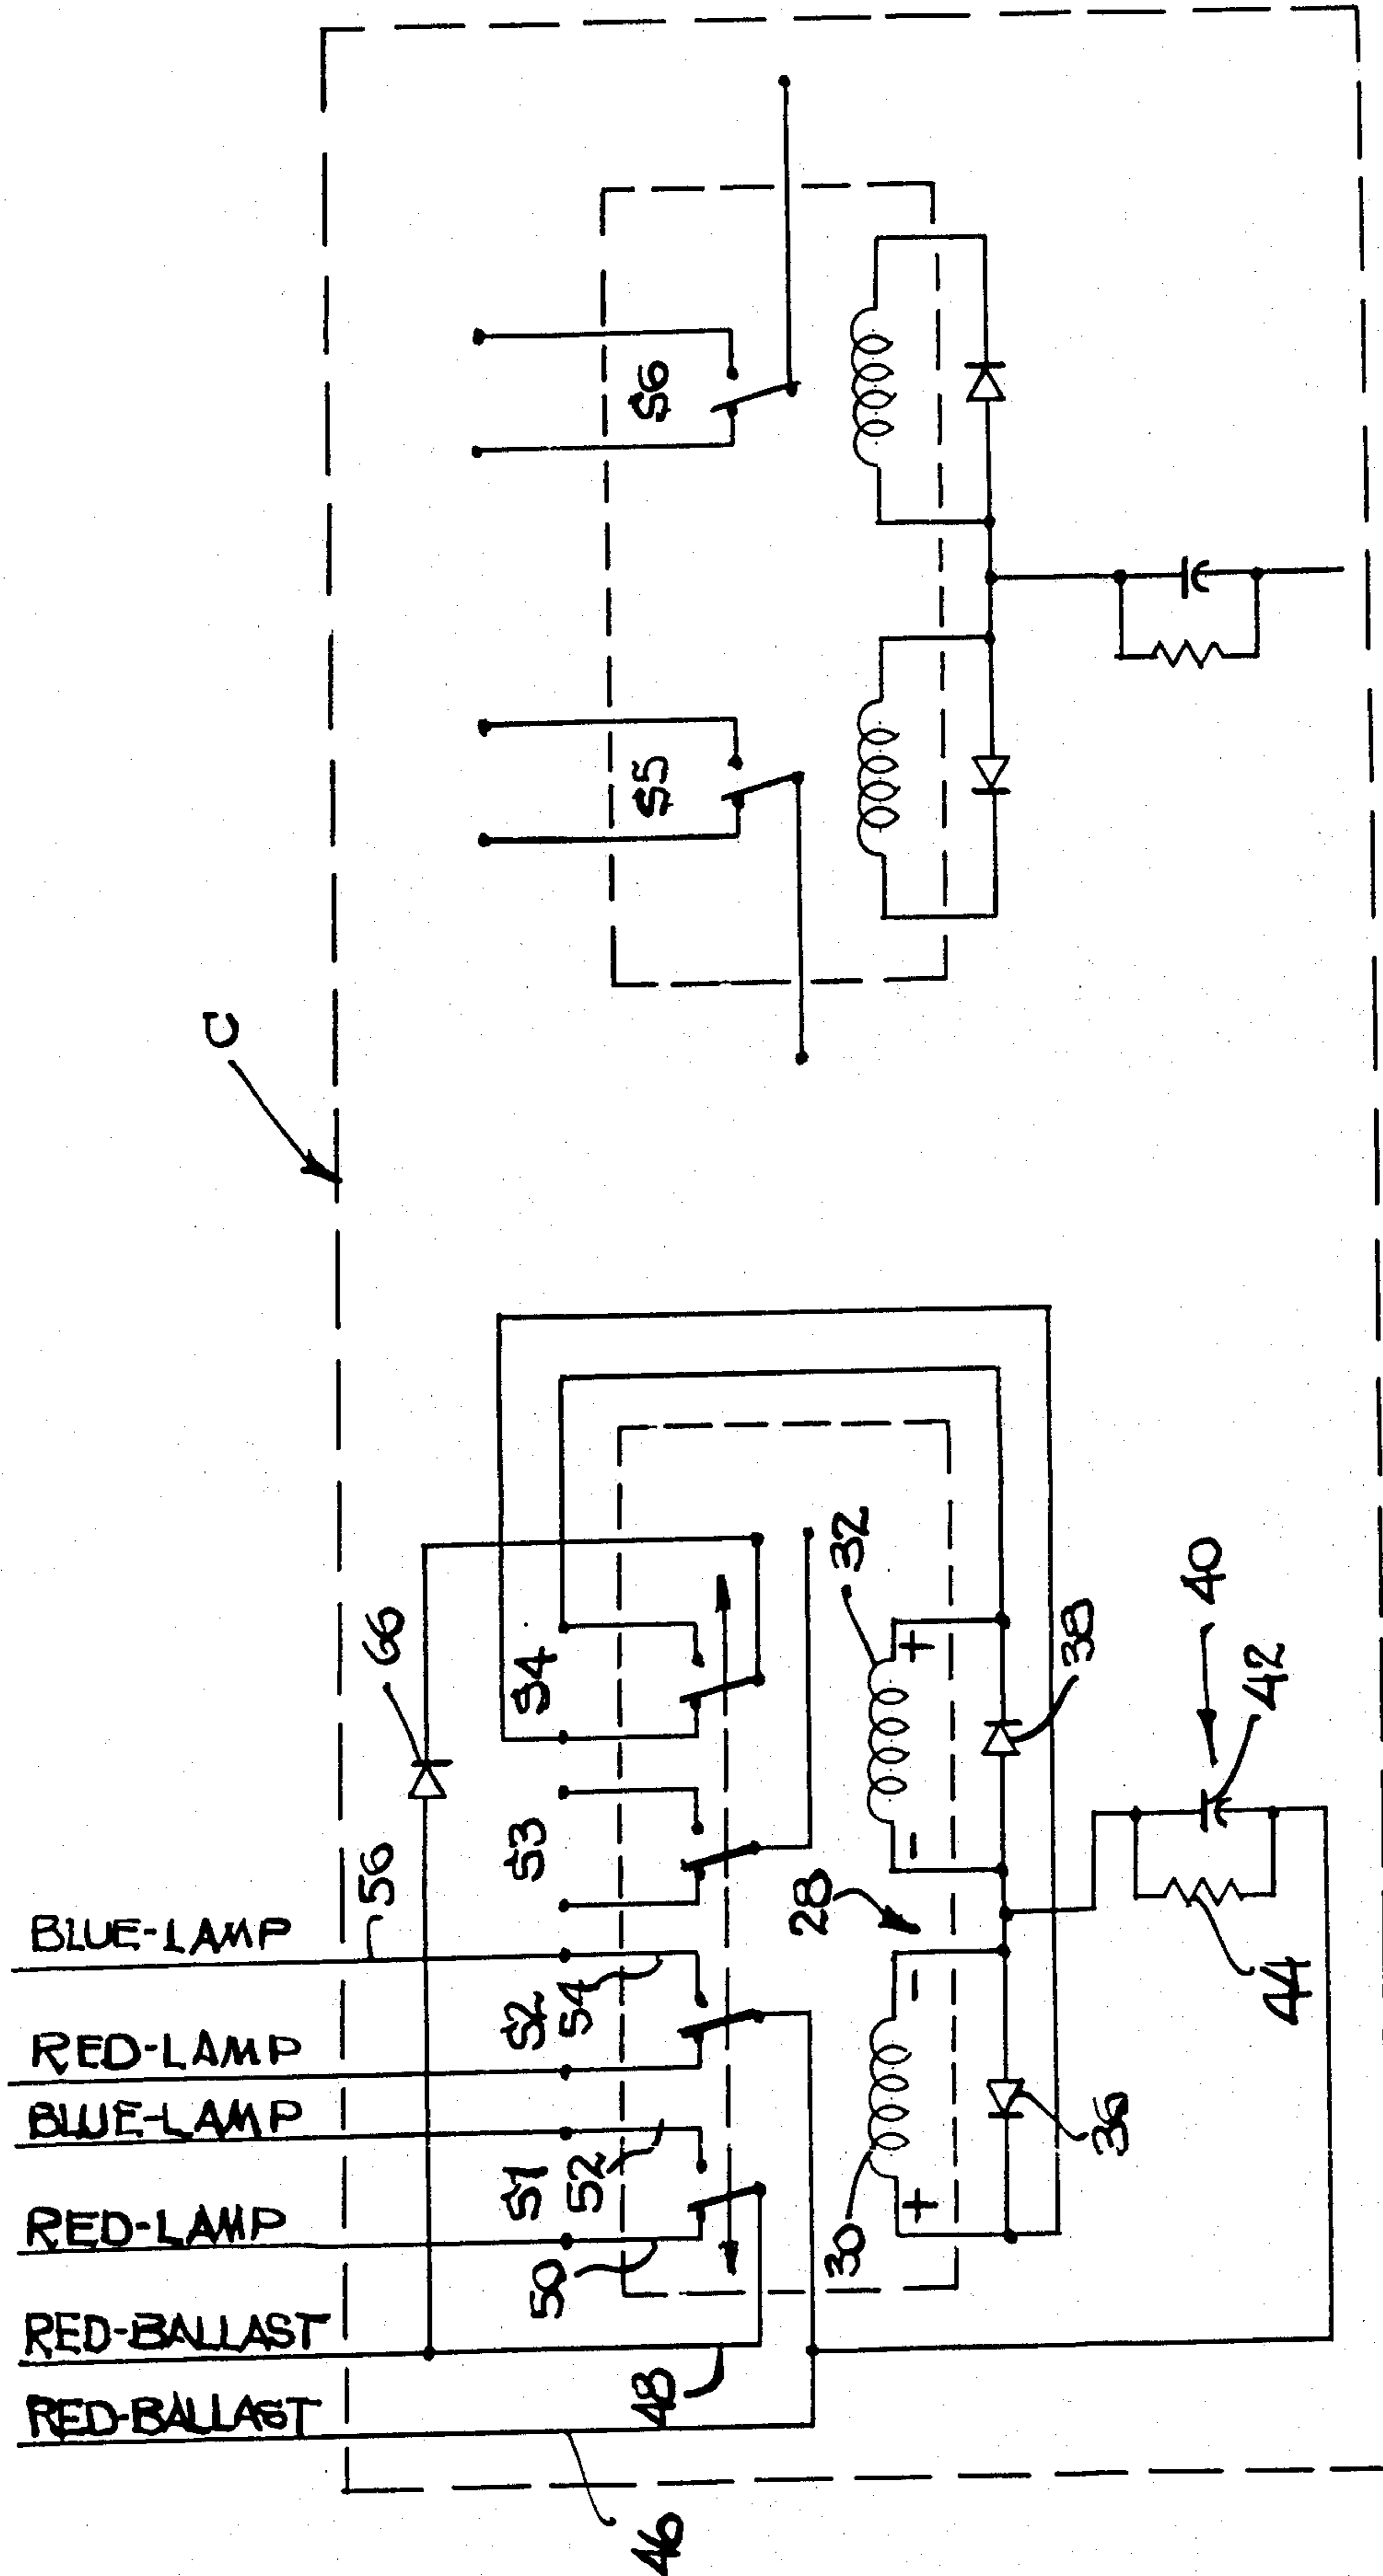 C
BLUE-LAMP
RED-LAMP
BLUE-LAMP
RED-LAMP
RED-BALLAST
RED-BALLAST
56
66
S1
S2
S3
S4
S5
S6
50
52
54
48
46
30
32
+
-
-
+
28
36
38
40
42
44